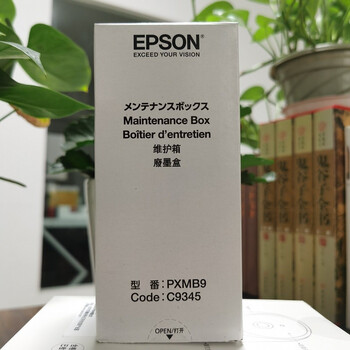 EPSON®
EXCEED YOUR VISION
メンテナンスボックス
Maintenance Box
Boîtier d'entretien
维护箱
廢墨盒
型 番:PXMB9
Code:C9345
OPEN/打开